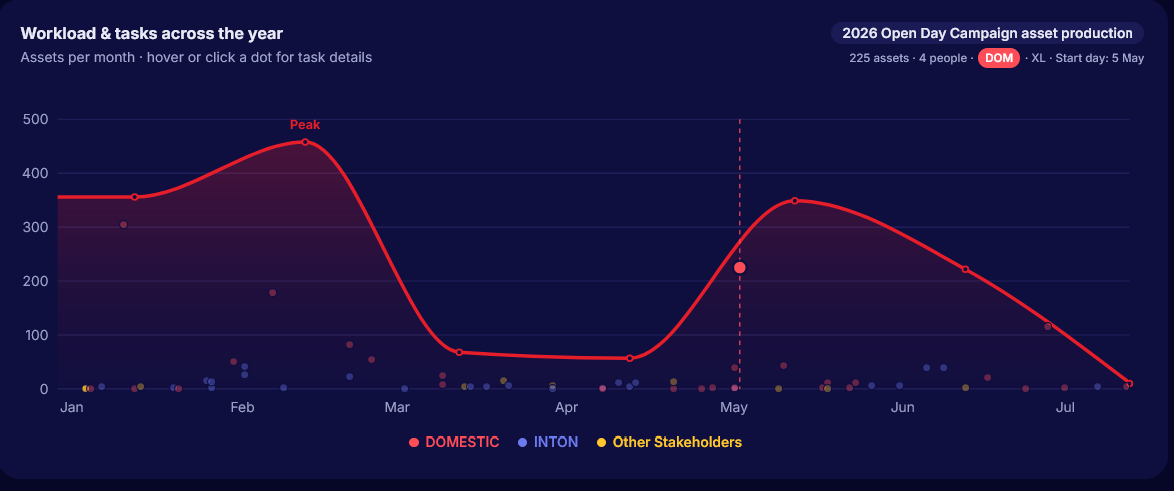 Workload & tasks across the year
2026 Open Day Campaign asset production
Assets per month · hover or click a dot for task details
225 assets · 4 people · DOM · XL · Start day: 5 May
Peak
500
400
300
200
100
0
Jan Feb Mar Apr May Jun Jul
DOMESTIC INTON Other Stakeholders